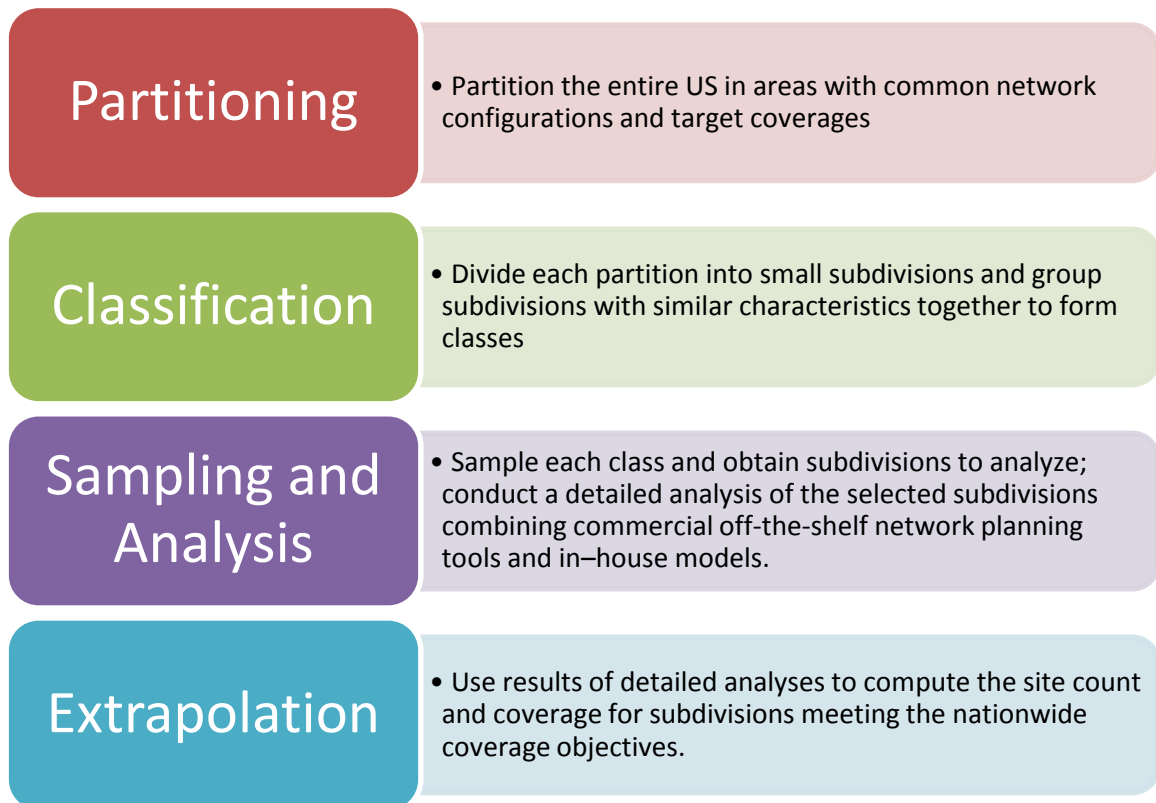 Partitioning
• Partition the entire US in areas with common network
configurations and target coverages
Classification
• Divide each partition into small subdivisions and group
subdivisions with similar characteristics together to form
classes
Sampling and
Analysis
• Sample each class and obtain subdivisions to analyze;
conduct a detailed analysis of the selected subdivisions
combining commercial off-the-shelf network planning
tools and in–house models.
Extrapolation
• Use results of detailed analyses to compute the site count
and coverage for subdivisions meeting the nationwide
coverage objectives.